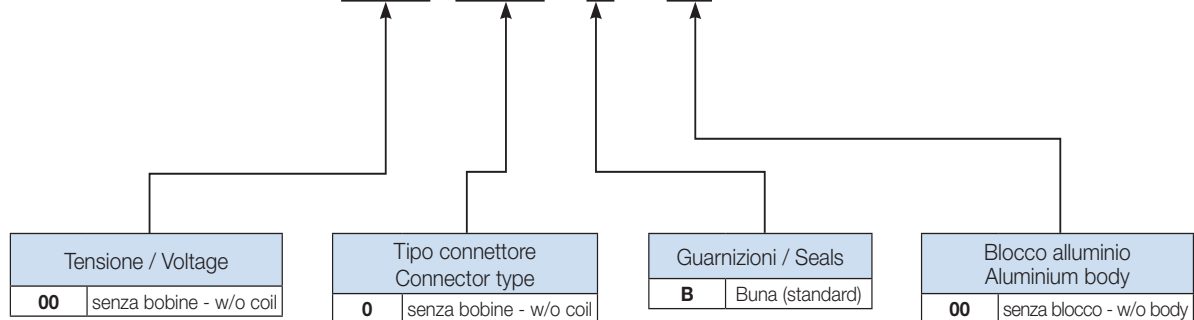 Tensione / Voltage
00 senza bobine - w/o coil
Tipo connettore
Connector type
0 senza bobine - w/o coil
Guarnizioni / Seals
B Buna (standard)
Blocco alluminio
Aluminium body
00 senza blocco - w/o body